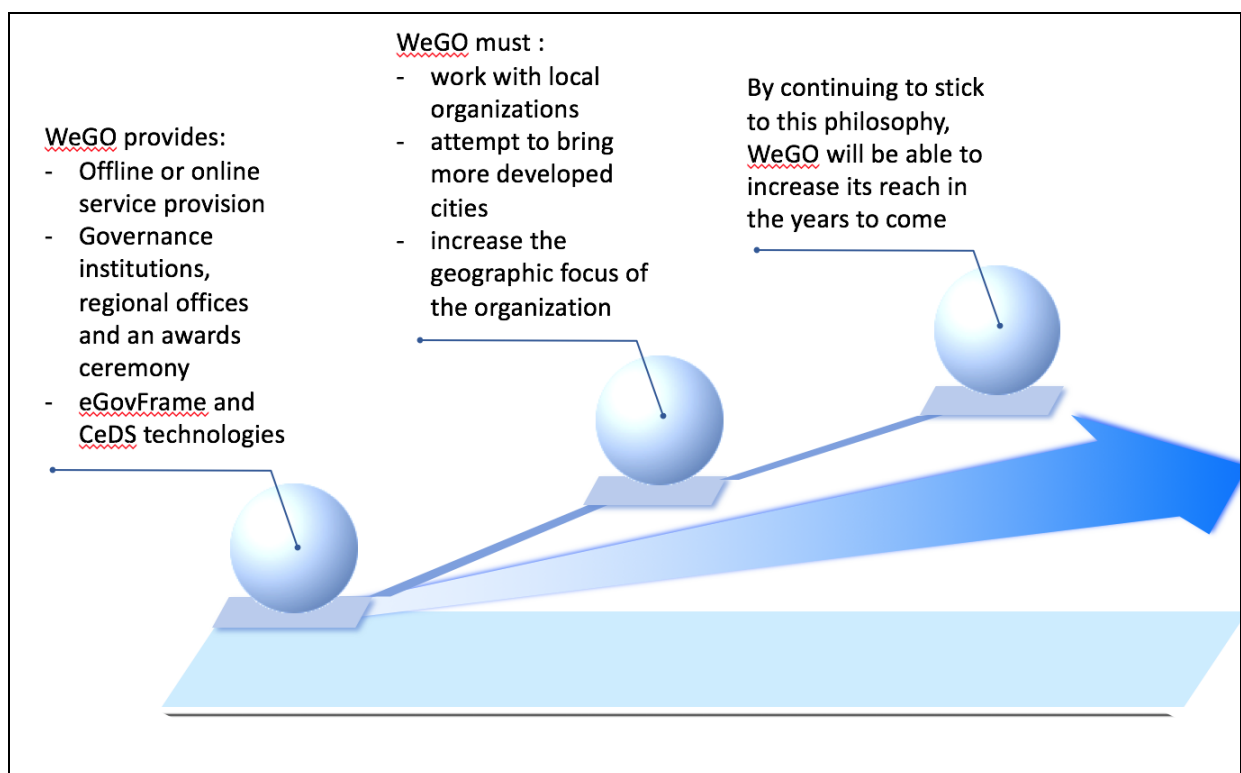 WeGO provides:
- Offline or online
service provision
- Governance
institutions,
regional offices
and an awards
ceremony
- eGovFrame and
CeDS technologies
WeGO must :
- work with local
organizations
- attempt to bring
more developed
cities
- increase the
geographic focus of
the organization
By continuing to stick
to this philosophy,
WeGO will be able to
increase its reach in
the years to come